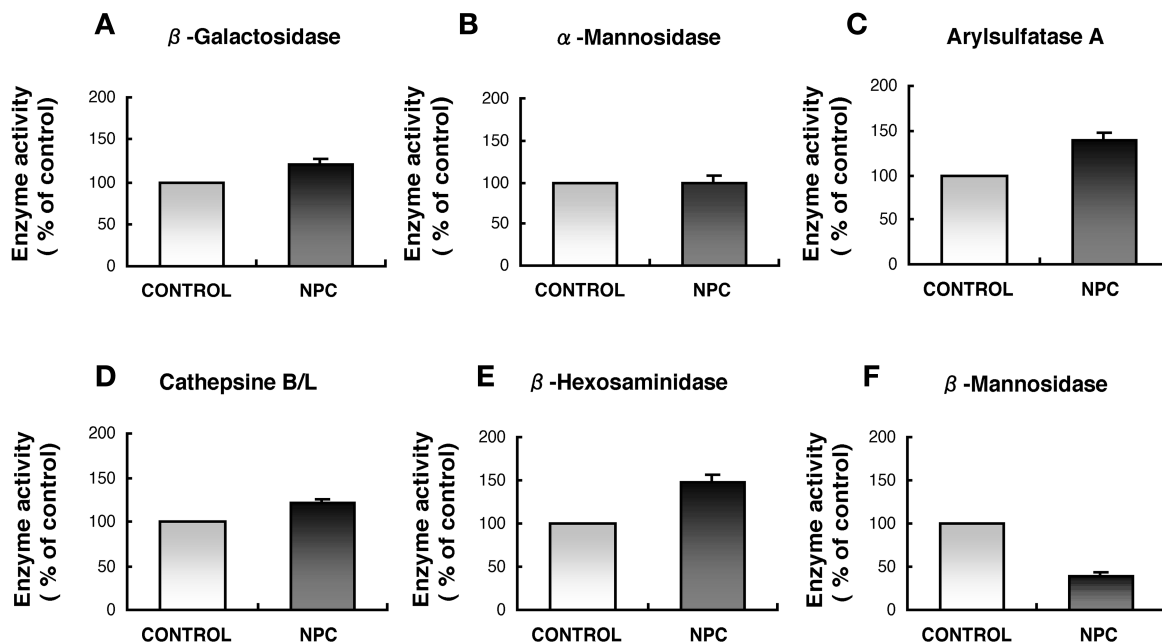 A
β -Galactosidase
Enzyme activity
( % of control)
200
150
100
50
0
CONTROL
NPC
B
α -Mannosidase
Enzyme activity
( % of control)
200
150
100
50
0
CONTROL
NPC
C
Arylsulfatase A
Enzyme activity
( % of control)
200
150
100
50
0
CONTROL
NPC
D
Cathepsine B/L
Enzyme activity
( % of control)
200
150
100
50
0
CONTROL
NPC
E
β -Hexosaminidase
Enzyme activity
( % of control)
200
150
100
50
0
CONTROL
NPC
F
β -Mannosidase
Enzyme activity
( % of control)
200
150
100
50
0
CONTROL
NPC